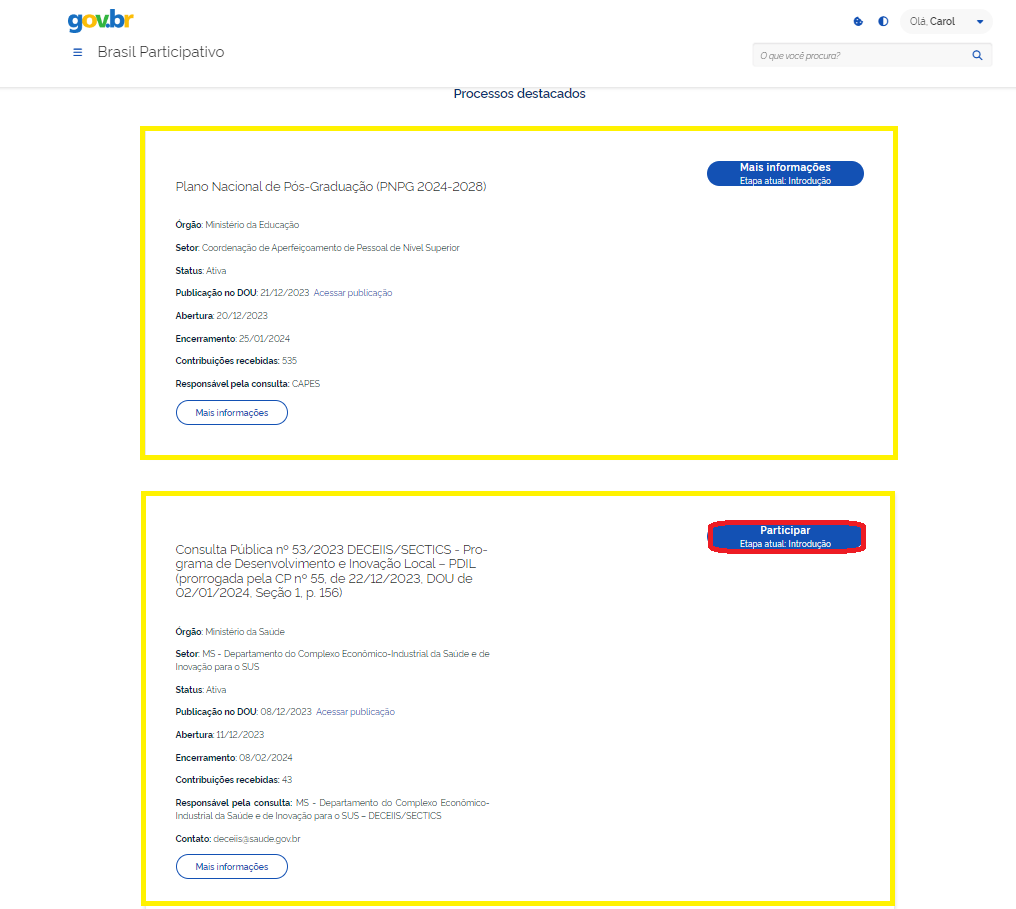 gov.br
Olá, Carol
Brasil Participativo
O que você procura?
Processos destacados
Mais informações
Etapa atual: Introdução
Plano Nacional de Pós-Graduação (PNPG 2024-2028)
Órgão: Ministério da Educação
Setor: Coordenação de Aperfeiçoamento de Pessoal de Nível Superior
Status: Ativa
Publicação no DOU: 21/12/2023 Acessar publicação
Abertura: 20/12/2023
Encerramento: 25/01/2024
Contribuições recebidas: 535
Responsável pela consulta: CAPES
Mais informações
Participar
Etapa atual: Introdução
Consulta Pública nº 53/2023 DECEIIS/SECTICS - Pro-
grama de Desenvolvimento e Inovação Local – PDIL
(prorrogada pela CP nº 55, de 22/12/2023, DOU de
02/01/2024, Seção 1, p. 156)
Órgão: Ministério da Saúde
Setor: MS - Departamento do Complexo Econômico-Industrial da Saúde e de
Inovação para o SUS
Status: Ativa
Publicação no DOU: 08/12/2023 Acessar publicação
Abertura: 11/12/2023
Encerramento: 08/02/2024
Contribuições recebidas: 43
Responsável pela consulta: MS - Departamento do Complexo Econômico-
Industrial da Saúde e de Inovação para o SUS – DECEIIS/SECTICS
Contato: deceiis@saude.gov.br
Mais informações